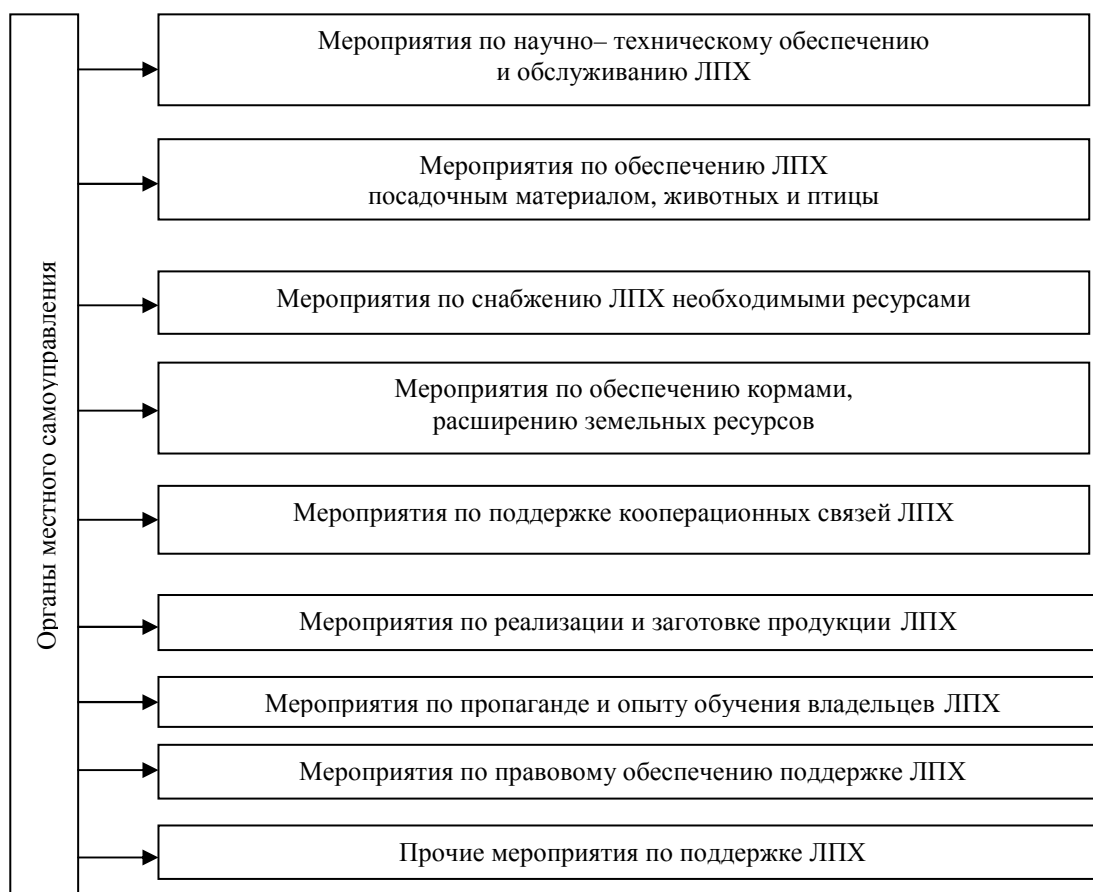 Органы местного самоуправления
Мероприятия по научно– техническому обеспечению
и обслуживанию ЛПХ
Мероприятия по обеспечению ЛПХ
посадочным материалом, животных и птицы
Мероприятия по снабжению ЛПХ необходимыми ресурсами
Мероприятия по обеспечению кормами,
расширению земельных ресурсов
Мероприятия по поддержке кооперационных связей ЛПХ
Мероприятия по реализации и заготовке продукции ЛПХ
Мероприятия по пропаганде и опыту обучения владельцев ЛПХ
Мероприятия по правовому обеспечению поддержке ЛПХ
Прочие мероприятия по поддержке ЛПХ